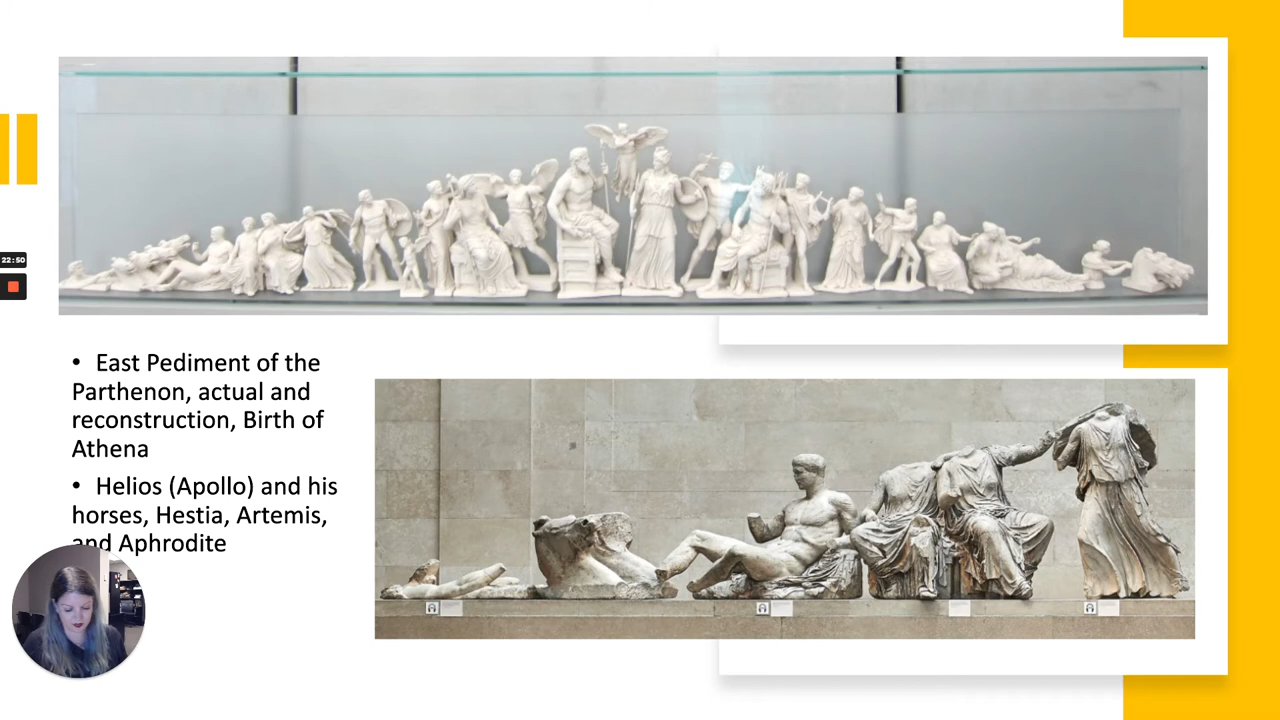 22:50
• East Pediment of the
Parthenon, actual and
reconstruction, Birth of
Athena
• Helios (Apollo) and his
horses, Hestia, Artemis,
and Aphrodite